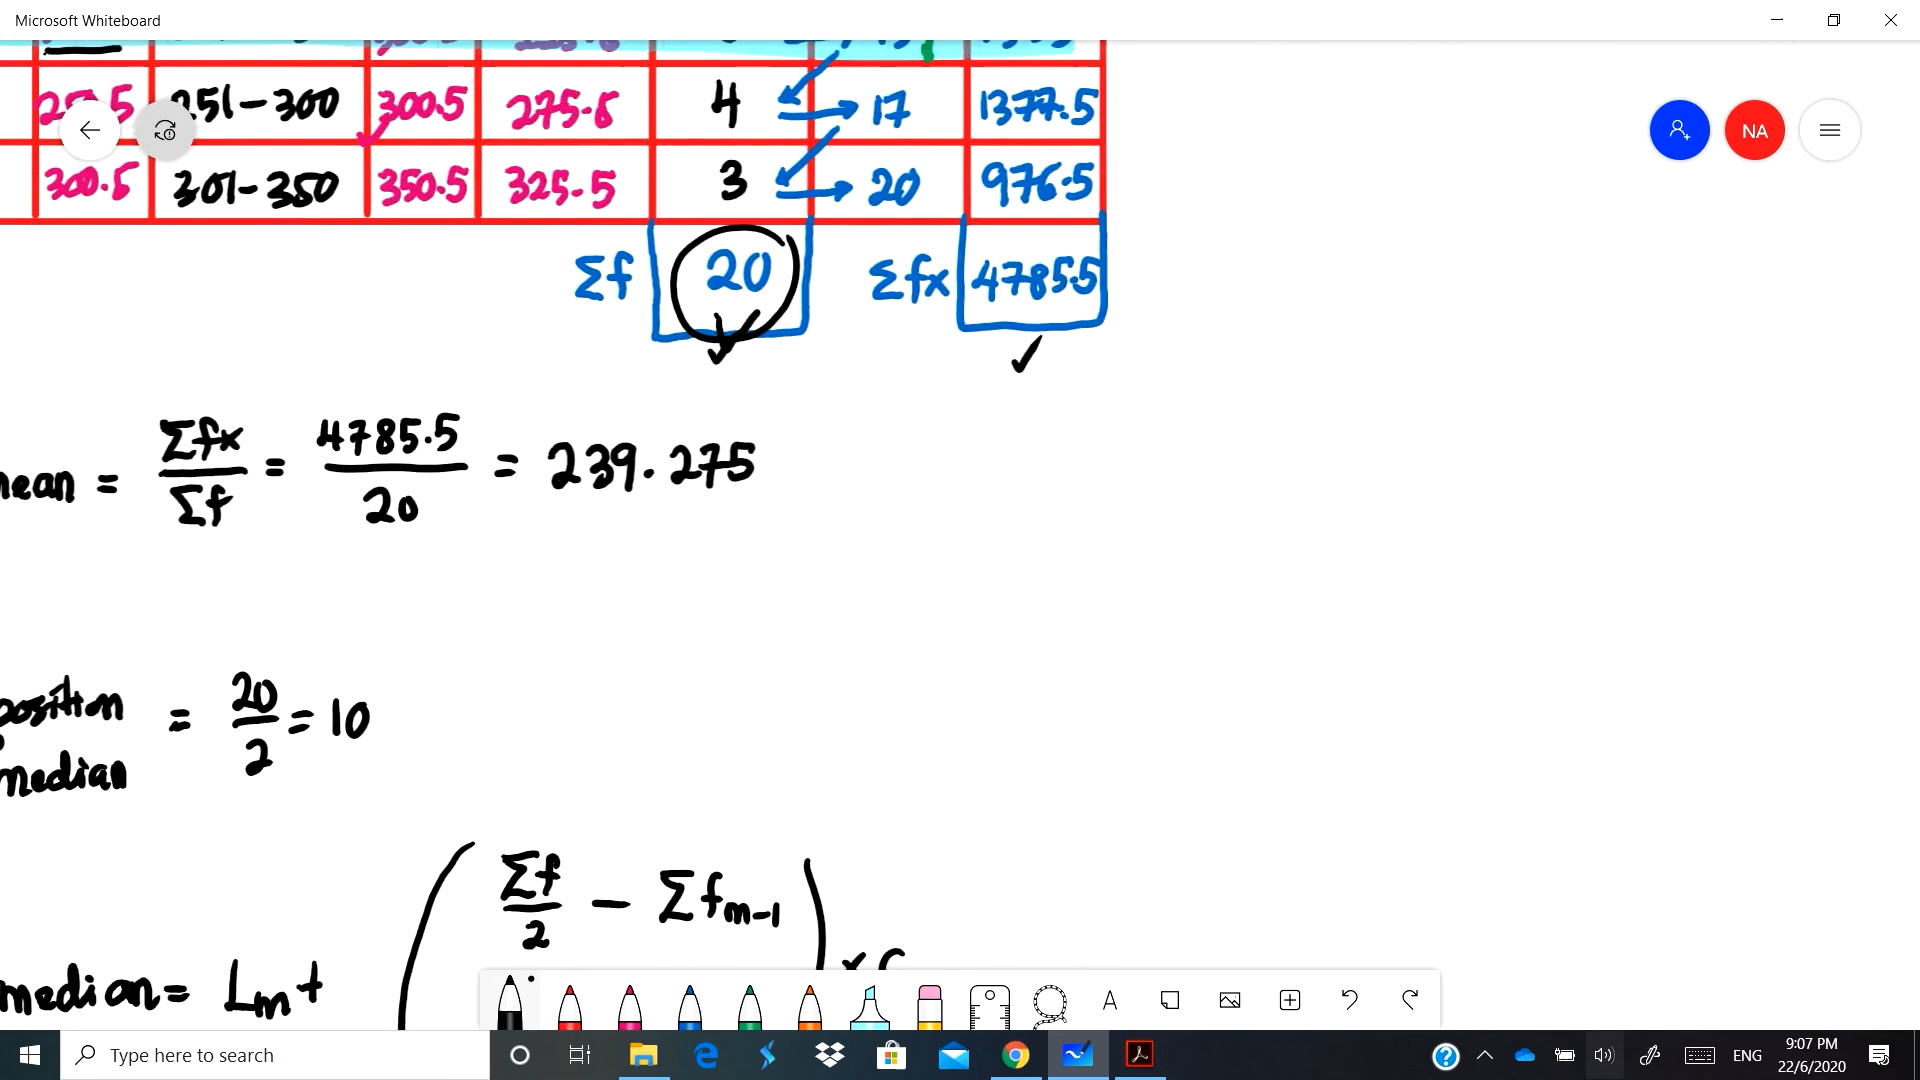 Microsoft Whiteboard
251-300 300.5 275.5 4 17 1377.5
300.5 301-350 350.5 325.5 3 20 976.5
Σf 20 Σfx 4785.5
NA
mean = Σfx/Σf = 4785.5/20 = 239.275
position = 20/2 = 10
median
median = Lm + ( Σf/2 - Σfm-1 ) × C
A
Type here to search
ENG
9:07 PM
22/6/2020